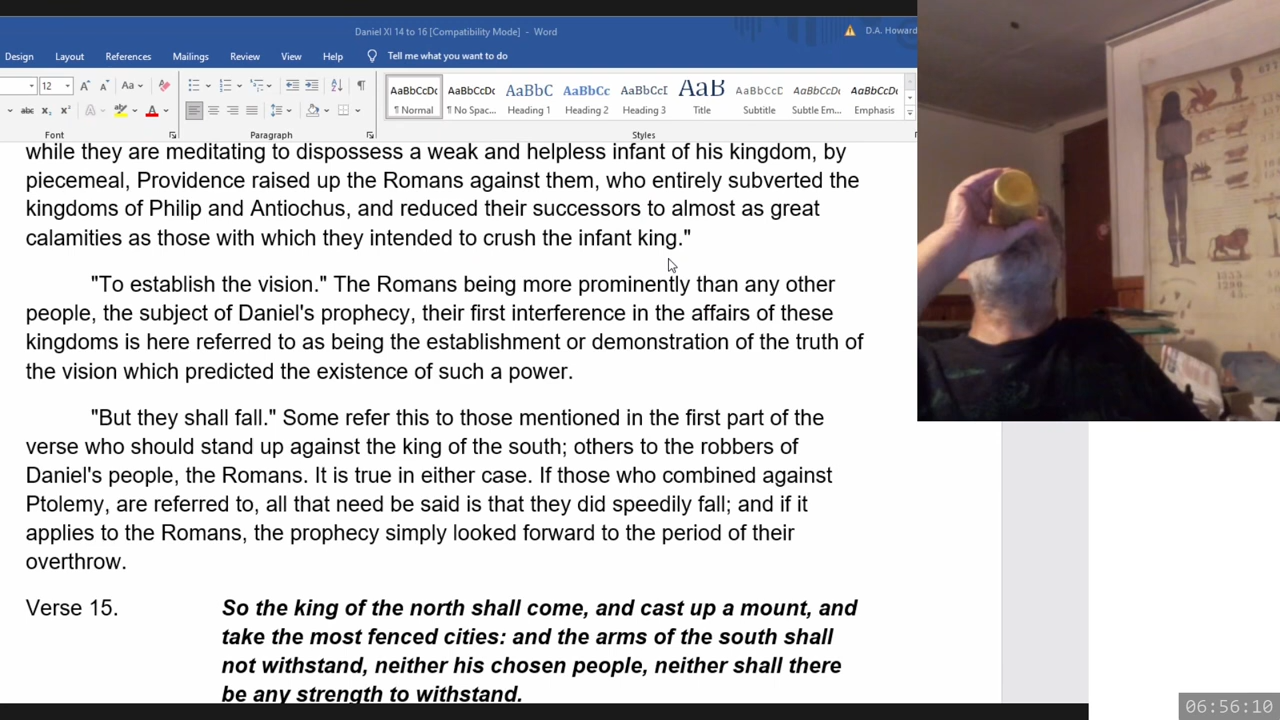 Daniel XI 14 to 16 [Compatibility Mode] - Word
D.A. Howard
Design Layout References Mailings Review View Help Tell me what you want to do
12 Aa
abc x₂ x² A A
AaBbCcDc AaBbCcDc AaBbC AaBbCc AaBbCcD AaB AaBbCcD AaBbCcDc AaBbCcDc
¶ Normal ¶ No Spac... Heading 1 Heading 2 Heading 3 Title Subtitle Subtle Em... Emphasis
Font Paragraph Styles
while they are meditating to dispossess a weak and helpless infant of his kingdom, by
piecemeal, Providence raised up the Romans against them, who entirely subverted the
kingdoms of Philip and Antiochus, and reduced their successors to almost as great
calamities as those with which they intended to crush the infant king."
"To establish the vision." The Romans being more prominently than any other
people, the subject of Daniel's prophecy, their first interference in the affairs of these
kingdoms is here referred to as being the establishment or demonstration of the truth of
the vision which predicted the existence of such a power.
"But they shall fall." Some refer this to those mentioned in the first part of the
verse who should stand up against the king of the south; others to the robbers of
Daniel's people, the Romans. It is true in either case. If those who combined against
Ptolemy, are referred to, all that need be said is that they did speedily fall; and if it
applies to the Romans, the prophecy simply looked forward to the period of their
overthrow.
Verse 15. So the king of the north shall come, and cast up a mount, and
take the most fenced cities: and the arms of the south shall
not withstand, neither his chosen people, neither shall there
be any strength to withstand.
06:56:10